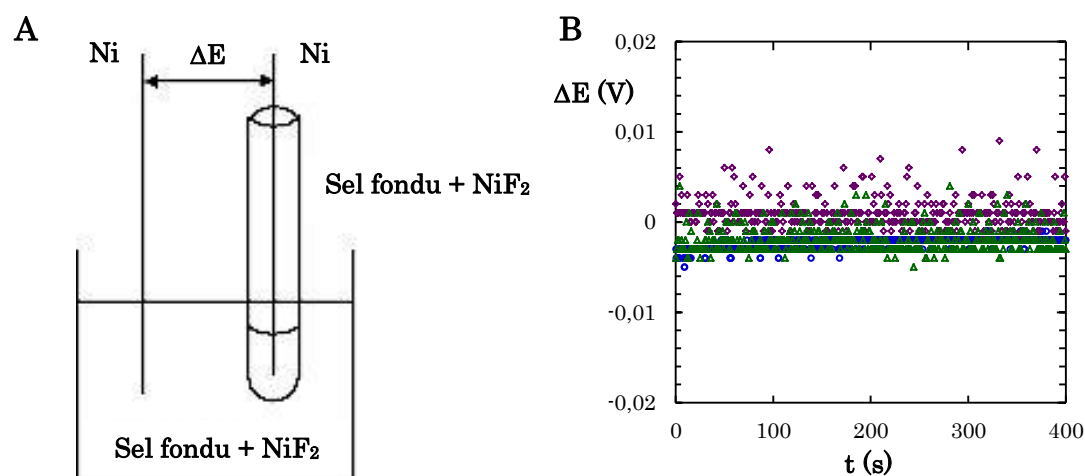 A
Ni ΔE Ni
Sel fondu + NiF₂
Sel fondu + NiF₂
B
ΔE (V)
0,02
0,01
0
-0,01
-0,02
0 100 200 300 400
t (s)